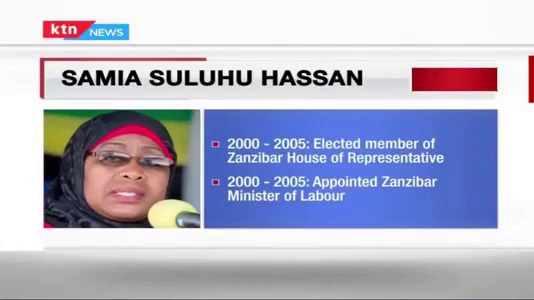 ktn NEWS
SAMIA SULUHU HASSAN
2000 - 2005: Elected member of
Zanzibar House of Representative
2000 - 2005: Appointed Zanzibar
Minister of Labour